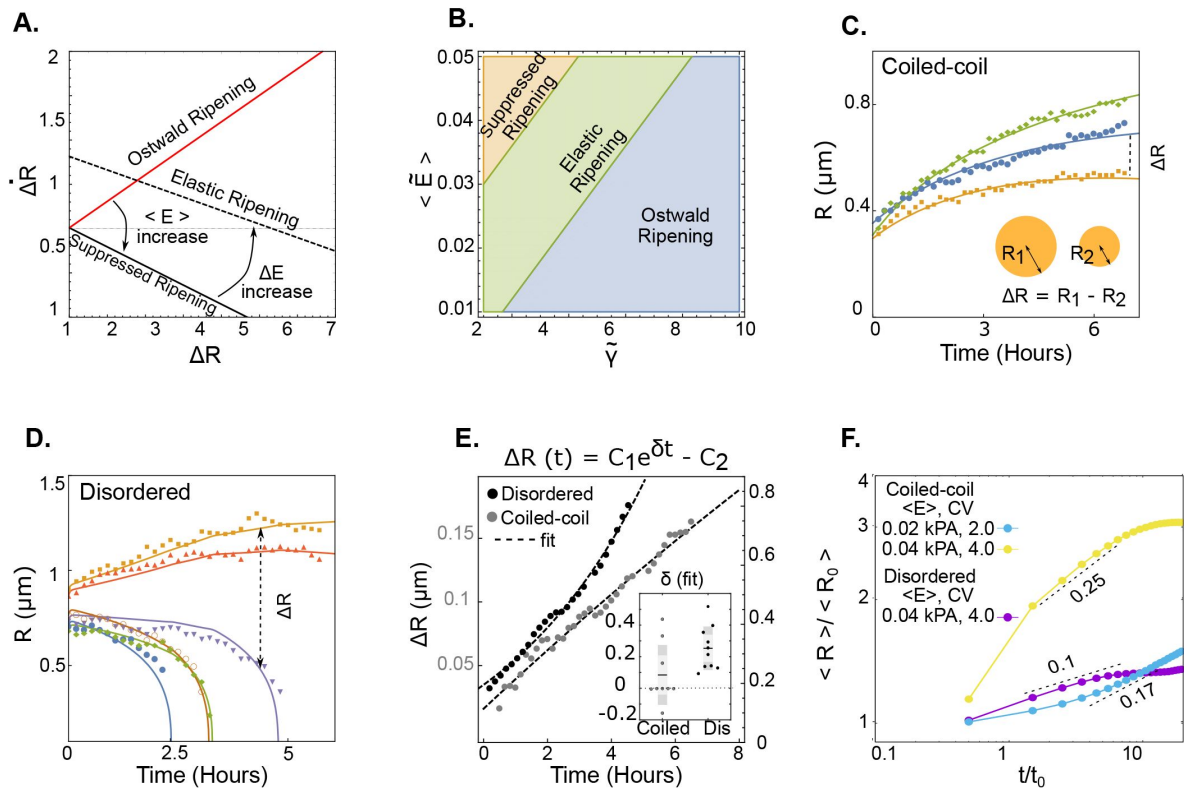 A.
2
1.5
1
0.5
1
1 2 3 4 5 6 7
ΔṘ
ΔR
Ostwald Ripening
Elastic Ripening
< E >
increase
Suppressed Ripening
ΔE
increase
B.
0.05
0.04
0.03
0.02
0.01
2 4 6 8 10
< Ẽ >
γ̃
Suppressed
Ripening
Elastic
Ripening
Ostwald
Ripening
C.
Coiled-coil
0.8
0.4
0
0 3 6
R (μm)
Time (Hours)
ΔR
R1
R2
ΔR = R1 - R2
D.
Disordered
1.5
1
0.5
0 2.5 5
R (μm)
Time (Hours)
ΔR
E.
ΔR (t) = C1e^δt - C2
Disordered
Coiled-coil
fit
0.15
0.1
0.05
0 2 4 6 8
0.8
0.6
0.4
0.2
0
ΔR (μm)
Time (Hours)
δ (fit)
0.4
0.2
0
-0.2
Coiled Dis
F.
4
3
2
1
0.1 1 10
< R > / < R0 >
t/t0
Coiled-coil
<E>, CV
0.02 kPA, 2.0
0.04 kPA, 4.0
Disordered
<E>, CV
0.04 kPA, 4.0
0.25
0.1
0.17